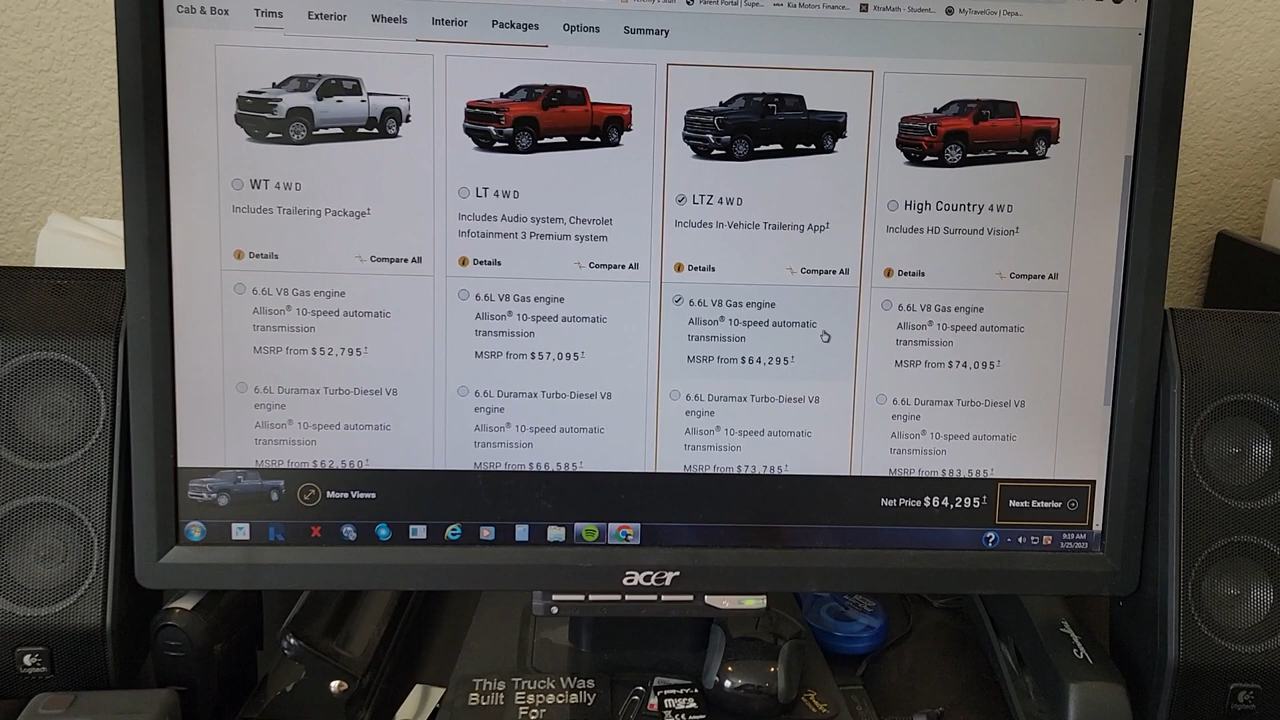 Parent Portal | Supe...
Kia Motors Finance...
XtraMath - Student...
MyTravelGov | Depa...
Cab & Box
Trims
Exterior
Wheels
Interior
Packages
Options
Summary
WT 4WD
Includes Trailering Package‡
Details
Compare All
6.6L V8 Gas engine
Allison® 10-speed automatic
transmission
MSRP from $52,795‡
6.6L Duramax Turbo-Diesel V8
engine
Allison® 10-speed automatic
transmission
MSRP from $62,560‡
LT 4WD
Includes Audio system, Chevrolet
Infotainment 3 Premium system
Details
Compare All
6.6L V8 Gas engine
Allison® 10-speed automatic
transmission
MSRP from $57,095‡
6.6L Duramax Turbo-Diesel V8
engine
Allison® 10-speed automatic
transmission
MSRP from $66,585‡
LTZ 4WD
Includes In-Vehicle Trailering App‡
Details
Compare All
6.6L V8 Gas engine
Allison® 10-speed automatic
transmission
MSRP from $64,295‡
6.6L Duramax Turbo-Diesel V8
engine
Allison® 10-speed automatic
transmission
MSRP from $73,785‡
High Country 4WD
Includes HD Surround Vision‡
Details
Compare All
6.6L V8 Gas engine
Allison® 10-speed automatic
transmission
MSRP from $74,095‡
6.6L Duramax Turbo-Diesel V8
engine
Allison® 10-speed automatic
transmission
MSRP from $83,585‡
More Views
Net Price $64,295‡
Next: Exterior
9:19 AM
3/25/2023
acer
Logitech
Logitech
This Truck Was
Built Especially
For
micro
Fender